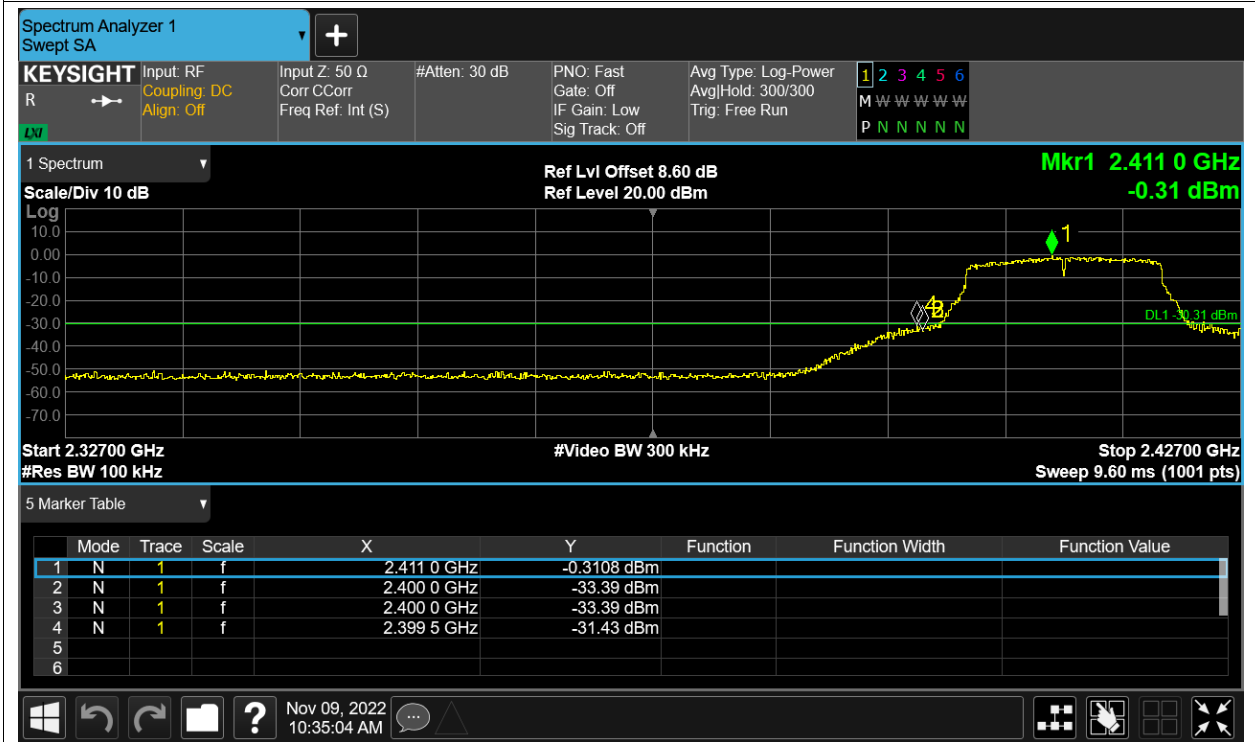 Spectrum Analyzer 1
Swept SA
+
KEYSIGHT Input: RF Input Z: 50 Ω #Atten: 30 dB PNO: Fast Avg Type: Log-Power 1 2 3 4 5 6
R Coupling: DC Corr CCorr Gate: Off Avg|Hold: 300/300 M W W W W W
Align: Off Freq Ref: Int (S) IF Gain: Low Trig: Free Run
LXI Sig Track: Off P N N N N N
1 Spectrum
Ref Lvl Offset 8.60 dB
Mkr1 2.411 0 GHz
Scale/Div 10 dB Ref Level 20.00 dBm -0.31 dBm
Log
10.0
1
0.00
-10.0
-20.0
-30.0
DL1 -30.31 dBm
-40.0
-50.0
-60.0
-70.0
Start 2.32700 GHz #Video BW 300 kHz Stop 2.42700 GHz
#Res BW 100 kHz Sweep 9.60 ms (1001 pts)
5 Marker Table
Mode Trace Scale X Y Function Function Width Function Value
1 N 1 f 2.411 0 GHz -0.3108 dBm
2 N 1 f 2.400 0 GHz -33.39 dBm
3 N 1 f 2.400 0 GHz -33.39 dBm
4 N 1 f 2.399 5 GHz -31.43 dBm
5
6
? Nov 09, 2022
10:35:04 AM